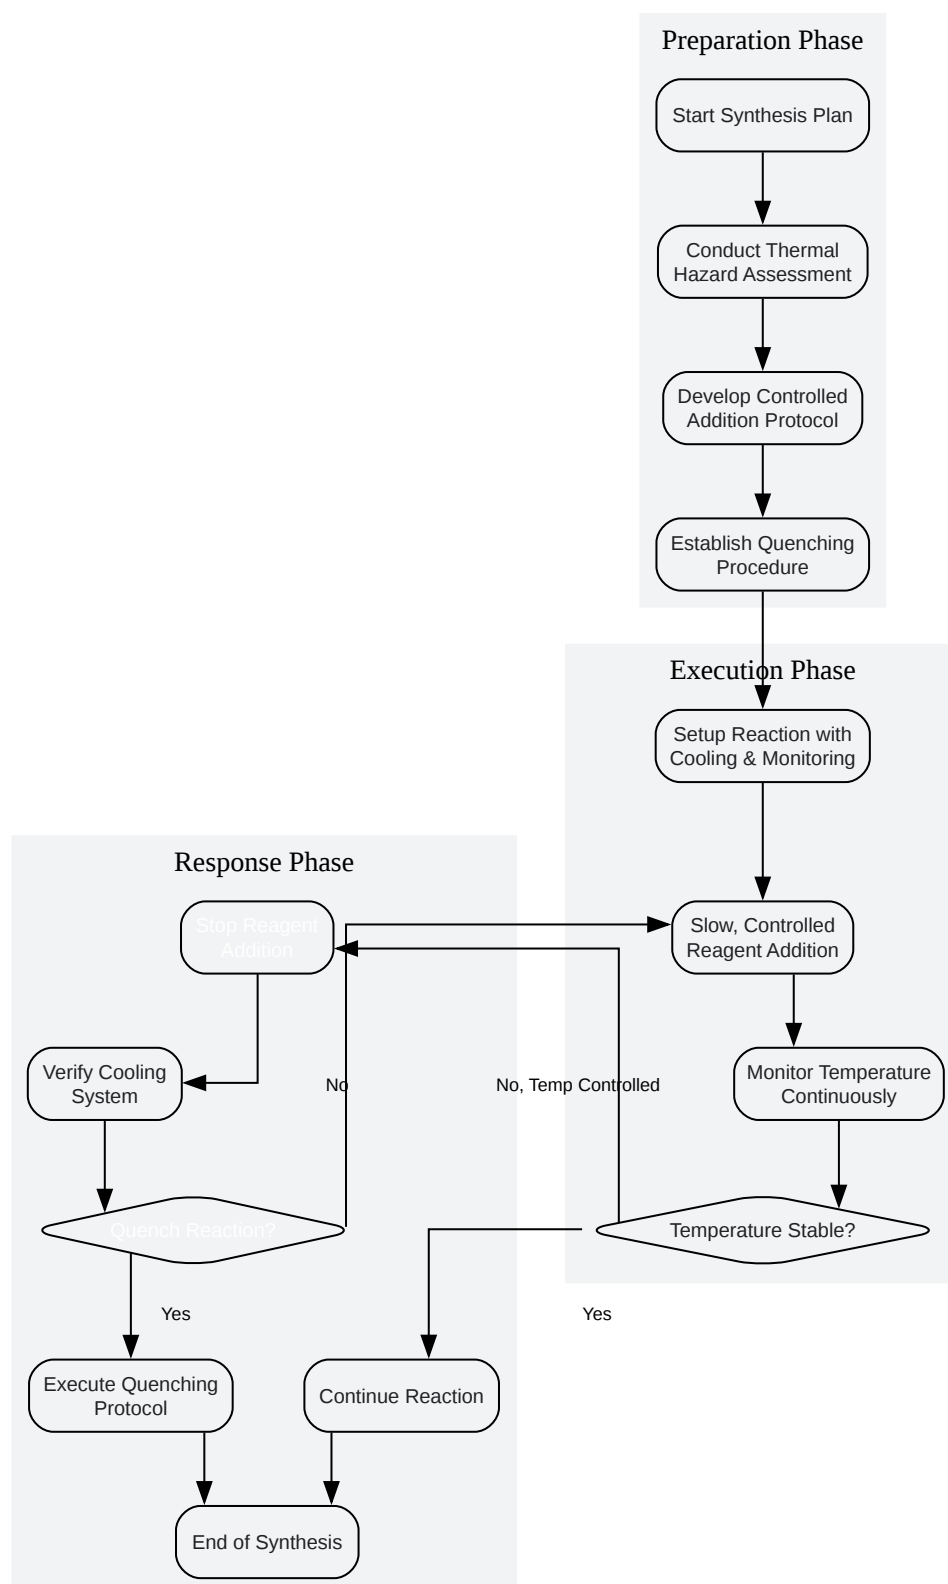 Preparation Phase
Start Synthesis Plan
Conduct Thermal
Hazard Assessment
Develop Controlled
Addition Protocol
Establish Quenching
Procedure
Execution Phase
Setup Reaction with
Cooling & Monitoring
Response Phase
Stop Reagent
Addition
Slow, Controlled
Reagent Addition
Verify Cooling
System
No
No, Temp Controlled
Monitor Temperature
Continuously
Quench Reaction?
Temperature Stable?
Yes
Yes
Execute Quenching
Protocol
Continue Reaction
End of Synthesis